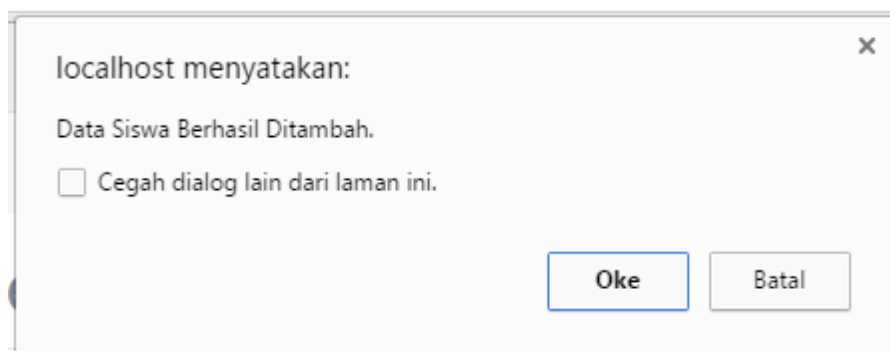 localhost menyatakan:
Data Siswa Berhasil Ditambah.
Cegah dialog lain dari laman ini.
Oke
Batal